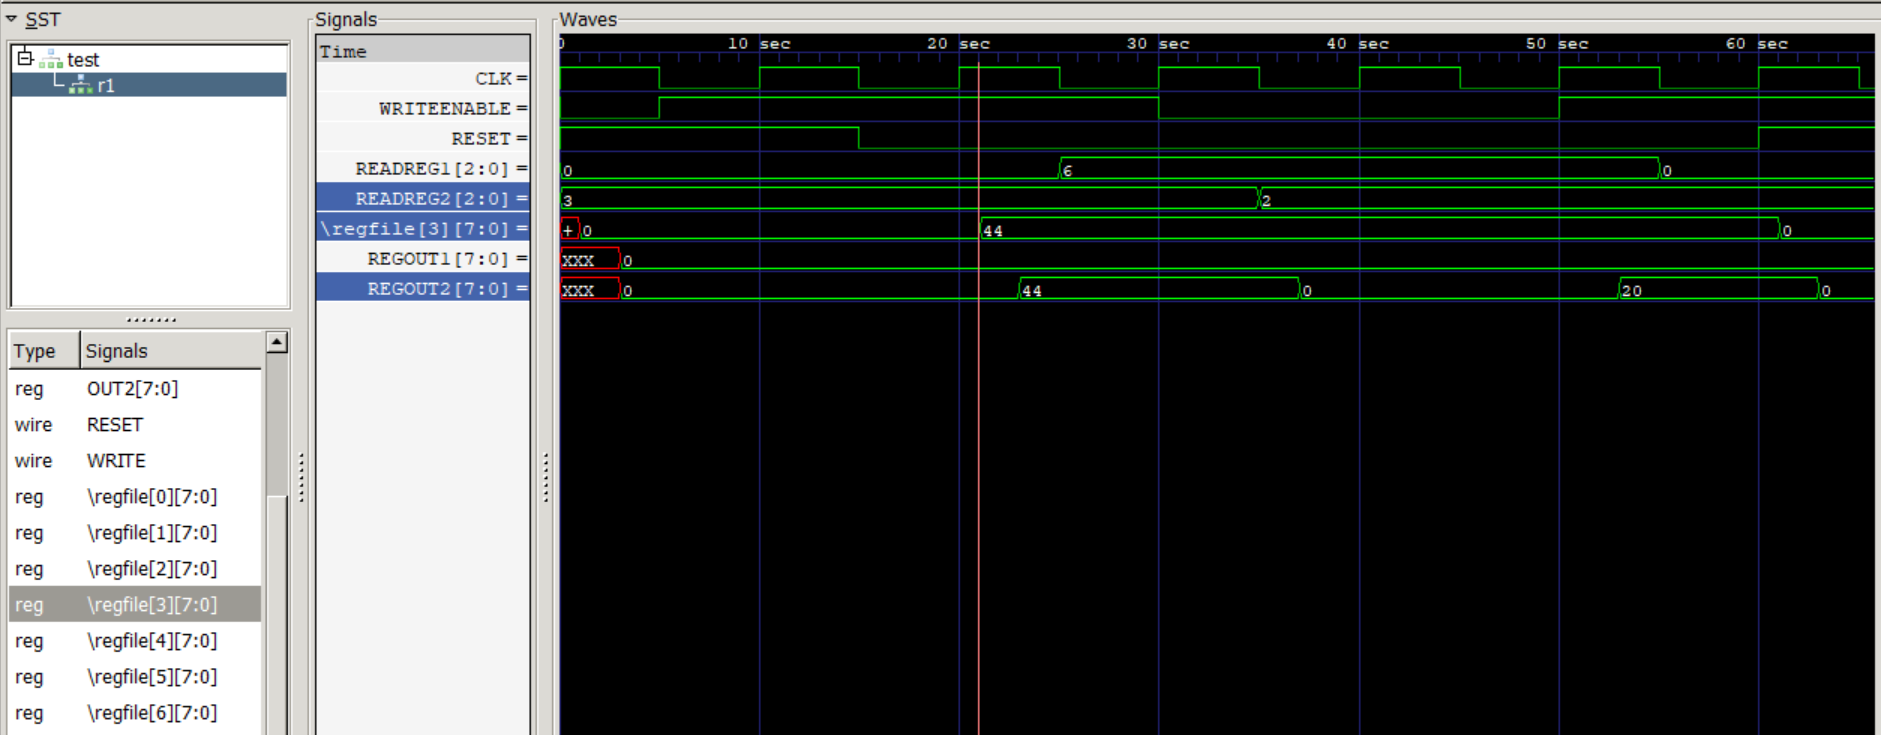 SST
test
r1
Type Signals
reg OUT2[7:0]
wire RESET
wire WRITE
reg \regfile[0][7:0]
reg \regfile[1][7:0]
reg \regfile[2][7:0]
reg \regfile[3][7:0]
reg \regfile[4][7:0]
reg \regfile[5][7:0]
reg \regfile[6][7:0]
Signals
Time
CLK =
WRITEENABLE =
RESET =
READREG1[2:0] =
READREG2[2:0] =
\regfile[3][7:0] =
REGOUT1[7:0] =
REGOUT2[7:0] =
Waves
0 10 sec 20 sec 30 sec 40 sec 50 sec 60 sec
0 6 0
3 2
+ 0 44 0
xxx 0
xxx 0 44 0 20 0